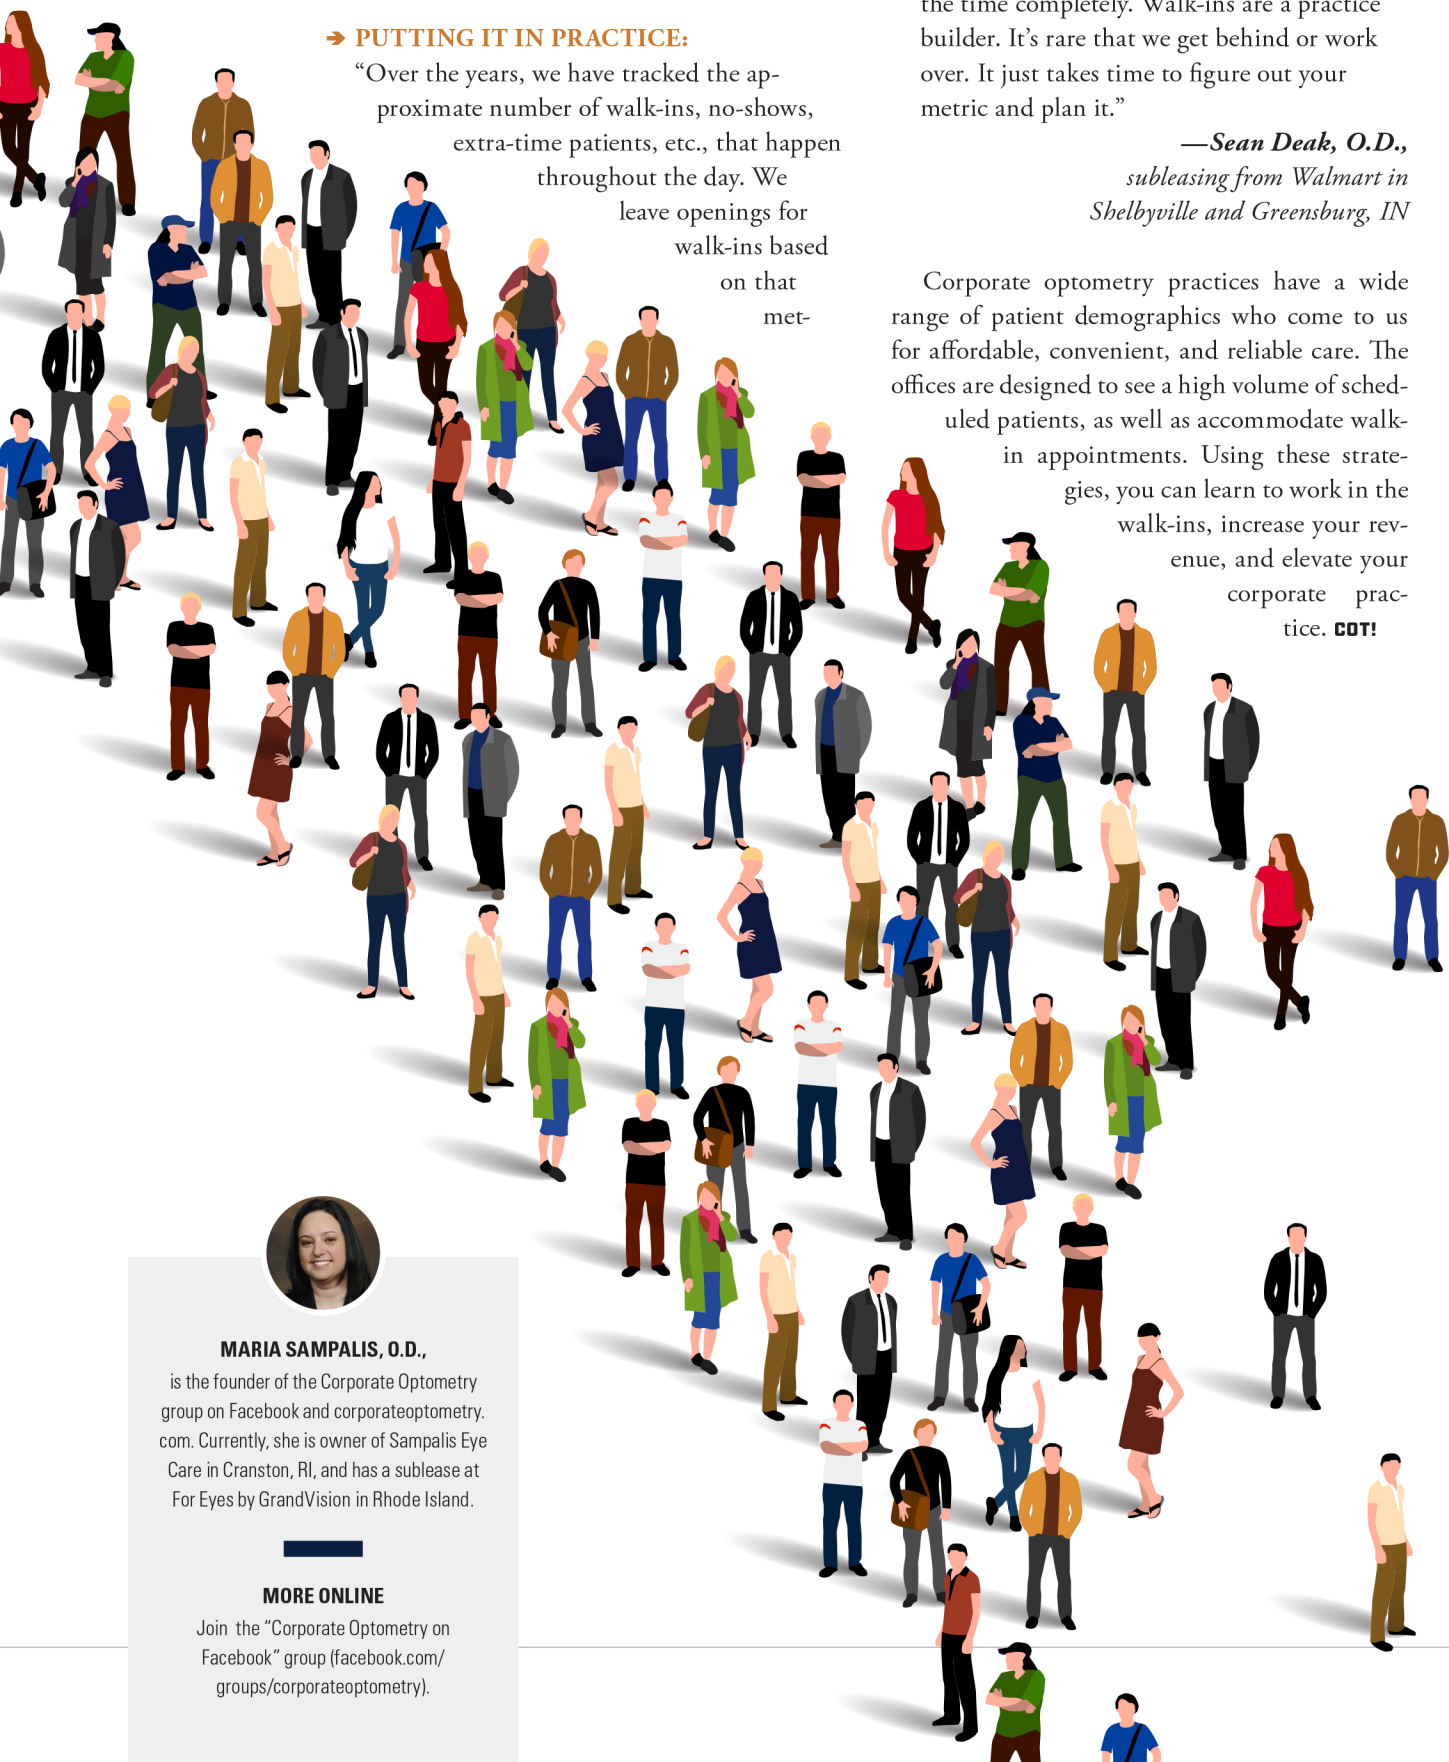 ➔ PUTTING IT IN PRACTICE:
“Over the years, we have tracked the ap-
proximate number of walk-ins, no-shows,
extra-time patients, etc., that happen
throughout the day. We
leave openings for
walk-ins based
on that
met-
the time completely. Walk-ins are a practice
builder. It’s rare that we get behind or work
over. It just takes time to figure out your
metric and plan it.”
—Sean Deak, O.D.,
subleasing from Walmart in
Shelbyville and Greensburg, IN
Corporate optometry practices have a wide
range of patient demographics who come to us
for affordable, convenient, and reliable care. The
offices are designed to see a high volume of sched-
uled patients, as well as accommodate walk-
in appointments. Using these strate-
gies, you can learn to work in the
walk-ins, increase your rev-
enue, and elevate your
corporate prac-
tice. COT!
MARIA SAMPALIS, O.D.,
is the founder of the Corporate Optometry
group on Facebook and corporateoptometry.
com. Currently, she is owner of Sampalis Eye
Care in Cranston, RI, and has a sublease at
For Eyes by GrandVision in Rhode Island.
MORE ONLINE
Join the “Corporate Optometry on
Facebook” group (facebook.com/
groups/corporateoptometry).